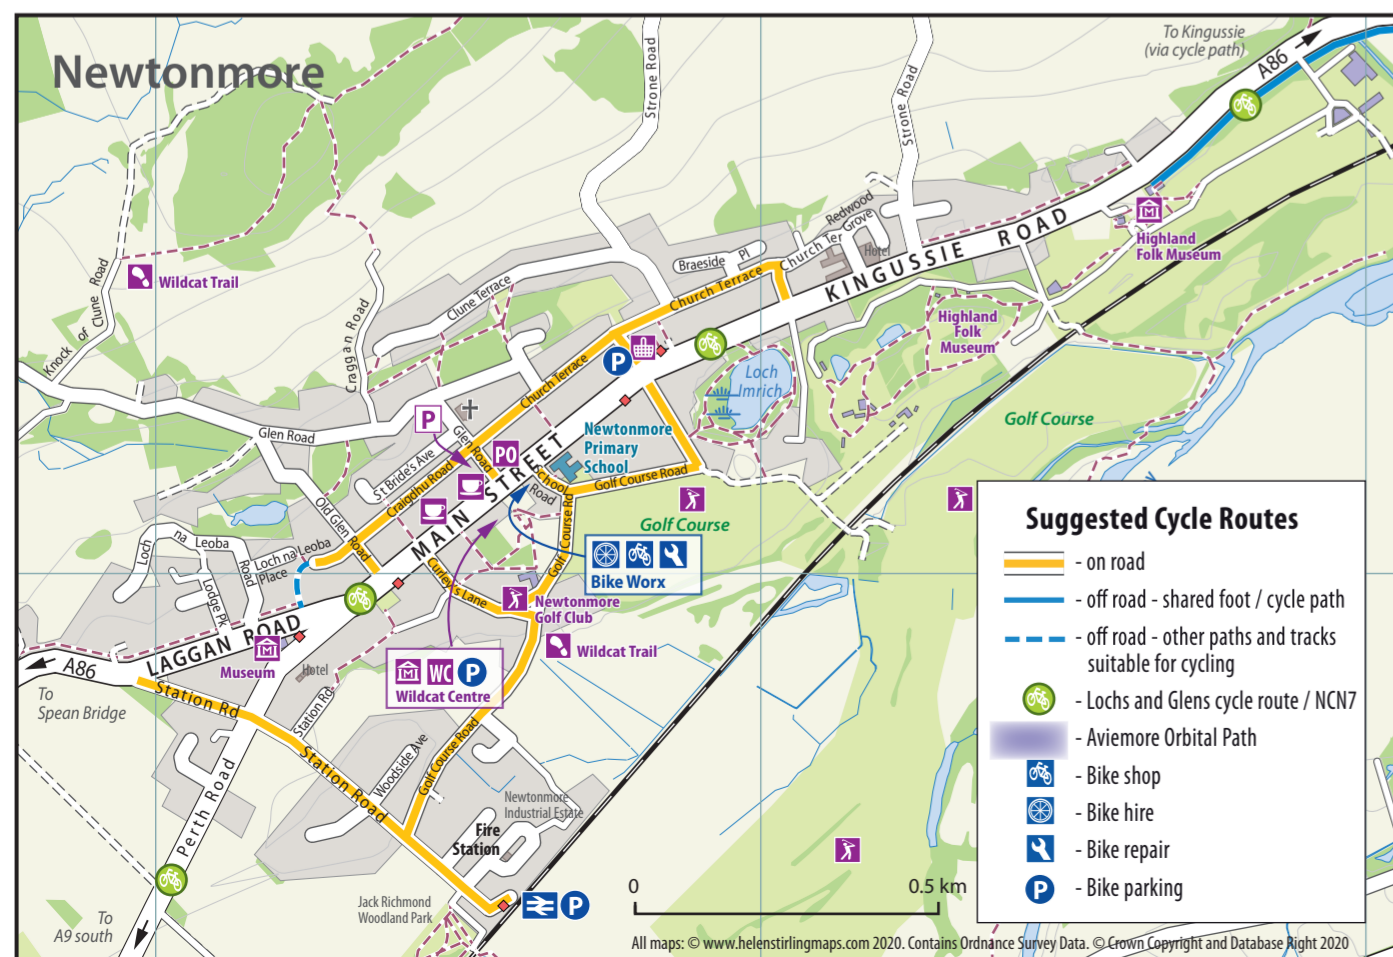 Newtonmore
To Kingussie
(via cycle path)
A86
Strone Road
Strone Road
Knock of Clune Road
Wildcat Trail
Craggan Road
Clune Terrace
Braeside Pl
Church Terrace
Church Ter
Redwood
Grove
Hotel
KINGUSSIE ROAD
Highland
Folk Museum
Highland
Folk
Museum
Loch
Imrich
Golf Course
P
Church Terrace
P
Glen Road
Glen Road
St Bride's Ave
Craigdhu Road
PO
MAIN STREET
Newtonmore
Primary
School
School
Road
Golf Course Road
Golf Course Rd
Golf Course
Old Glen Road
Loch na Leoba
Road
Loch na Leoba
Place
Lodge Pk
Curley's Lane
Bike Worx
Newtonmore
Golf Club
Wildcat Trail
WC
P
Wildcat Centre
LAGGAN ROAD
A86
Museum
Hotel
To
Spean Bridge
Station Rd
Station Rd
Station Road
Woodside Ave
Golf Course Road
Perth Road
Newtonmore
Industrial Estate
Fire
Station
Jack Richmond
Woodland Park
P
To
A9 south
0
0.5 km
Suggested Cycle Routes
- on road
- off road - shared foot / cycle path
- off road - other paths and tracks
suitable for cycling
- Lochs and Glens cycle route / NCN7
- Aviemore Orbital Path
- Bike shop
- Bike hire
- Bike repair
P - Bike parking
All maps: © www.helenstirlingmaps.com 2020. Contains Ordnance Survey Data. © Crown Copyright and Database Right 2020